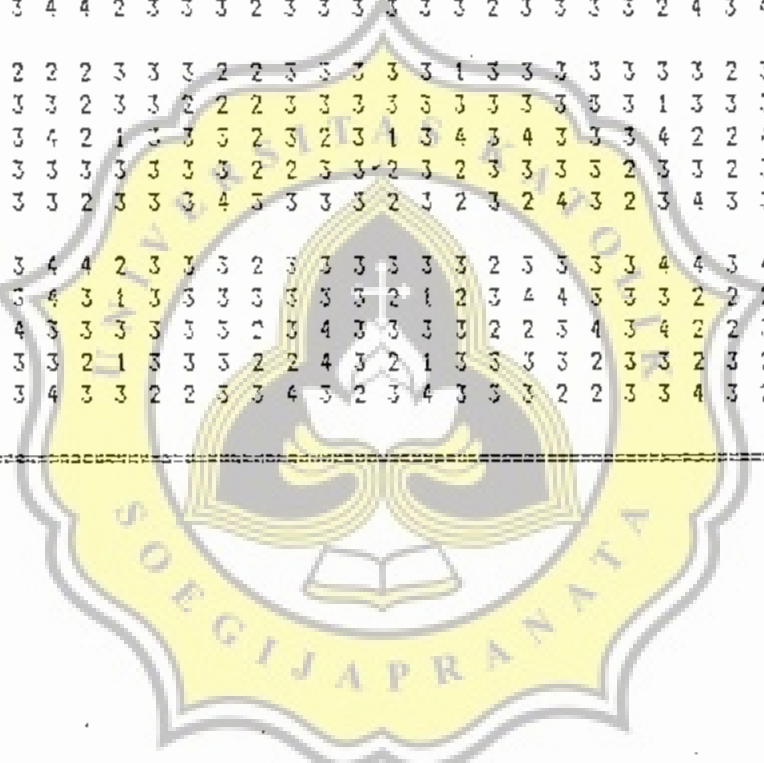 3 4 4 2 3 3 3 2 3 3 3 3 3 3 2 3 3 3 3 2 4 3
2 2 2 3 3 3 2 2 3 3 3 3 3 1 3 3 3 3 3 3 3 2 3
3 3 2 3 3 2 2 2 3 3 3 3 3 3 3 3 3 3 3 1 3 3 3
3 4 2 1 3 3 3 2 3 2 3 1 3 4 3 4 3 3 3 4 2 2
3 3 3 3 3 3 3 2 2 3 3 2 3 2 3 3 3 3 2 3 3 2
3 3 2 3 3 3 4 3 3 3 3 2 3 2 3 2 4 3 2 3 4 3
3 4 4 2 3 3 3 2 3 3 3 3 3 3 2 3 3 3 3 4 4 3
3 4 3 1 3 3 3 3 3 3 3 2 1 2 3 4 4 3 3 3 2 2
4 3 3 3 3 3 3 2 3 4 3 3 3 3 2 2 3 4 3 4 2 2
3 3 2 1 3 3 3 2 2 4 3 2 1 3 3 3 3 2 3 3 2 3
3 4 3 3 2 2 3 3 4 3 2 3 4 3 3 3 2 2 3 3 4 3
UNIVERSITAS KATOLIK
SOEGIJAPRANATA